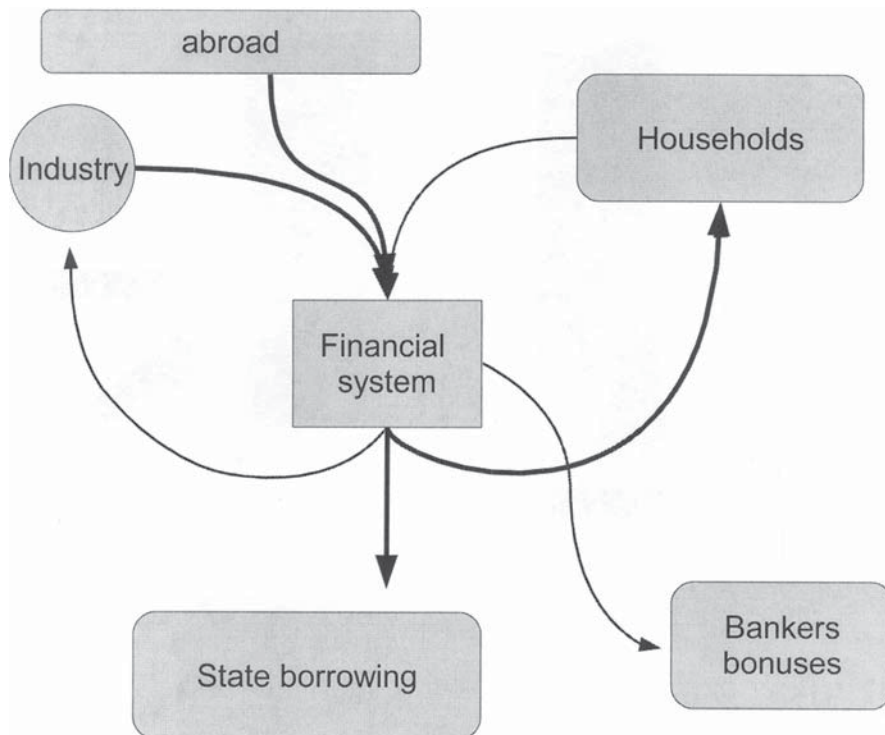 abroad
Households
Industry
Financial
system
State borrowing
Bankers
bonuses